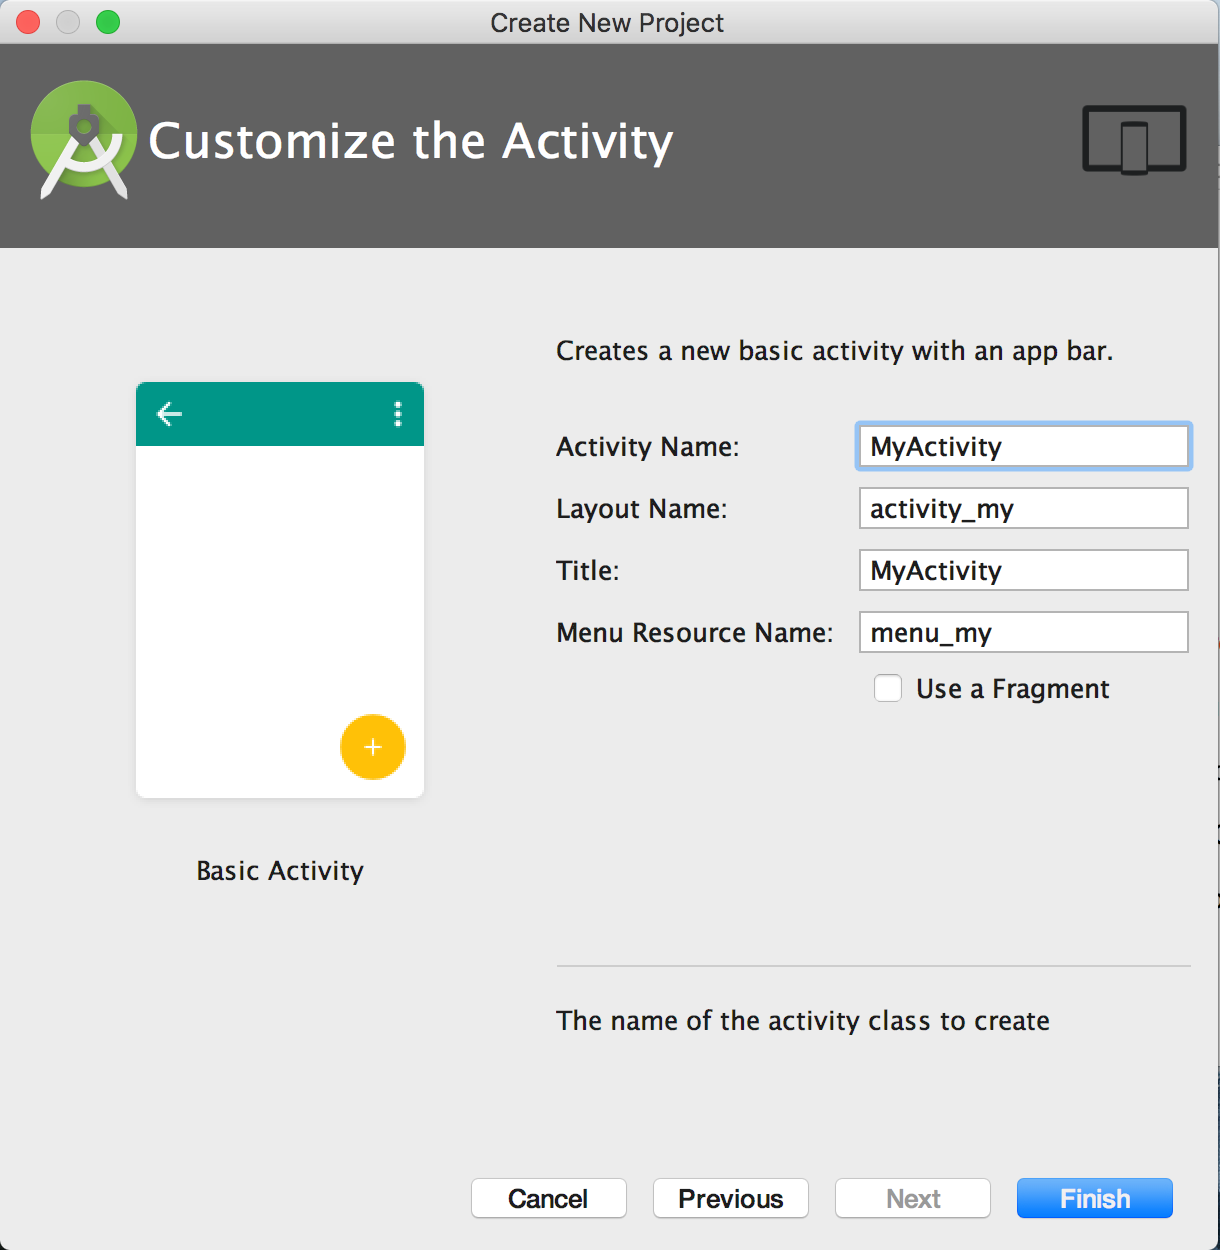 Create New Project
Customize the Activity
Creates a new basic activity with an app bar.
Activity Name: MyActivity
Layout Name: activity_my
Title: MyActivity
Menu Resource Name: menu_my
Use a Fragment
Basic Activity
The name of the activity class to create
Cancel Previous Next Finish